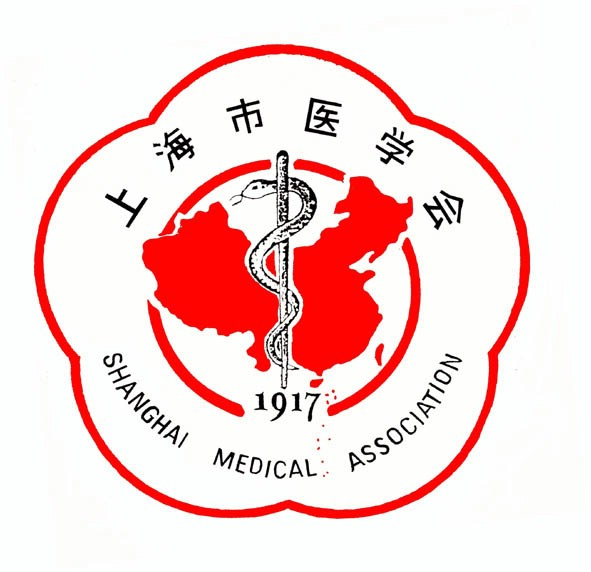 上海市医学会
1917
SHANGHAI MEDICAL ASSOCIATION